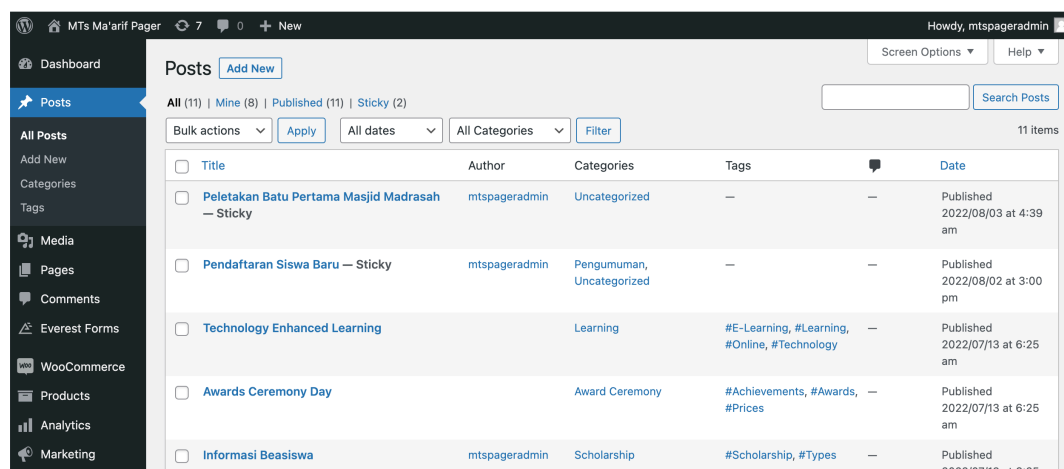 MTs Ma'arif Pager 7 0 New Howdy, mtspageradmin
Screen Options Help
Dashboard
Posts
All Posts
Add New
Categories
Tags
Media
Pages
Comments
Everest Forms
WooCommerce
Products
Analytics
Marketing
Posts Add New
All (11) | Mine (8) | Published (11) | Sticky (2)
Search Posts
Bulk actions Apply All dates All Categories Filter 11 items
Title Author Categories Tags Date
Peletakan Batu Pertama Masjid Madrasah mtspageradmin Uncategorized — — Published
— Sticky 2022/08/03 at 4:39
am
Pendaftaran Siswa Baru — Sticky mtspageradmin Pengumuman, — — Published
Uncategorized 2022/08/02 at 3:00
pm
Technology Enhanced Learning Learning #E-Learning, #Learning, — Published
#Online, #Technology 2022/07/13 at 6:25
am
Awards Ceremony Day Award Ceremony #Achievements, #Awards, — Published
#Prices 2022/07/13 at 6:25
am
Informasi Beasiswa mtspageradmin Scholarship #Scholarship, #Types — Published